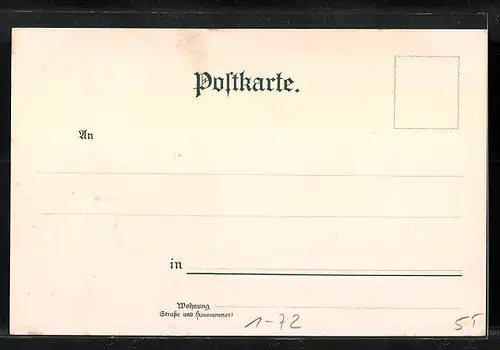 Postkarte.
An
in
Wohnung
(Straße und Hausnummer)
1-72
55